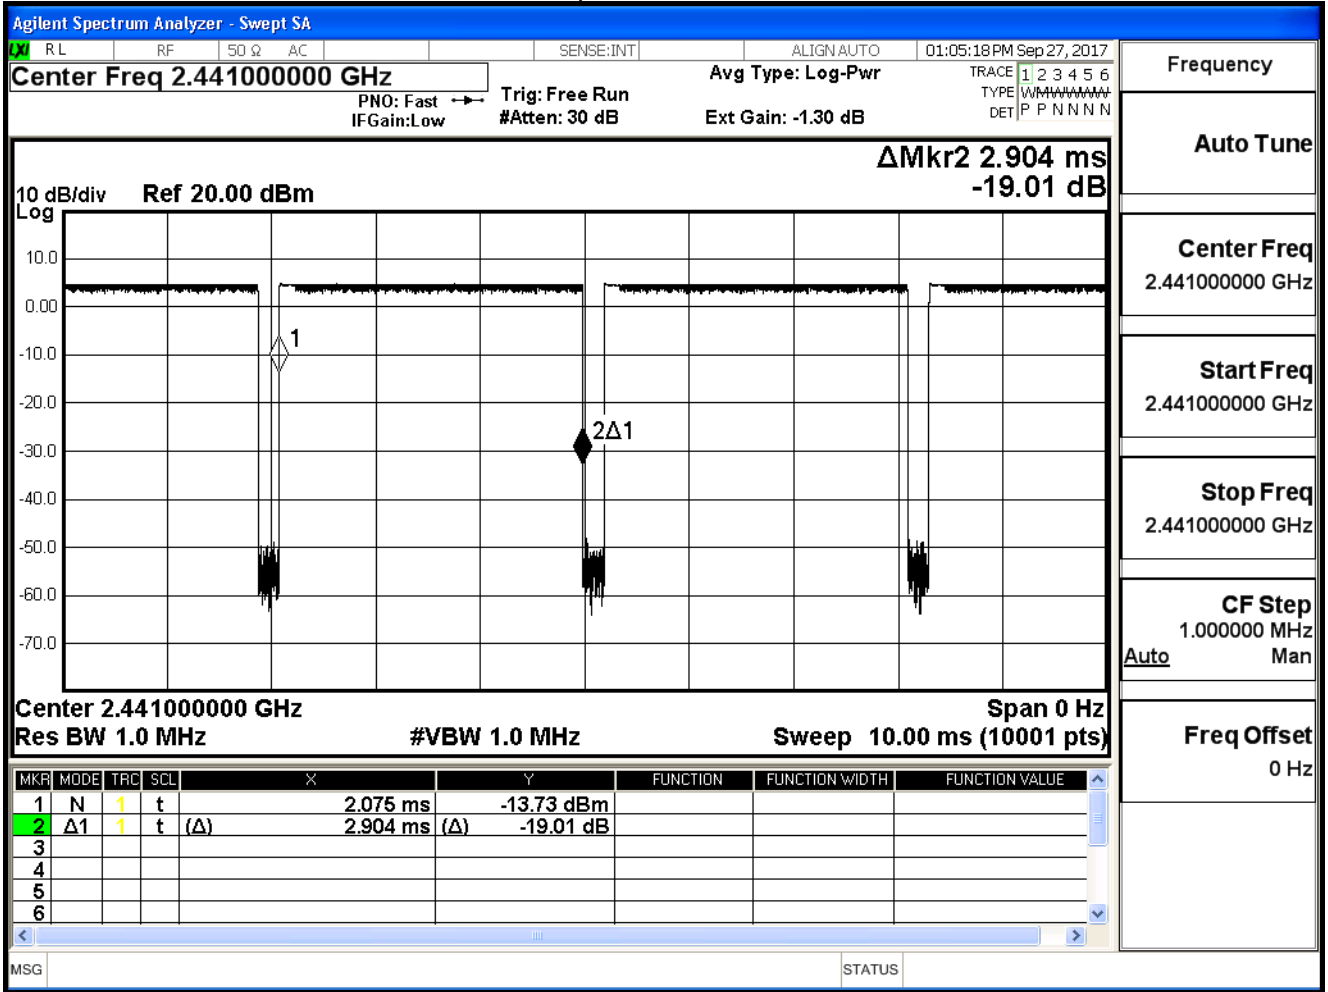 Agilent Spectrum Analyzer - Swept SA
LXI RL RF 50 Ω AC SENSE:INT ALIGN AUTO 01:05:18 PM Sep 27, 2017
Center Freq 2.441000000 GHz
PNO: Fast
IFGain:Low
Trig: Free Run
#Atten: 30 dB
Avg Type: Log-Pwr
Ext Gain: -1.30 dB
TRACE 1 2 3 4 5 6
TYPE WMWWWW
DET P P N N N N
ΔMkr2 2.904 ms
-19.01 dB
10 dB/div Ref 20.00 dBm
Log
10.0
0.00
-10.0
-20.0
-30.0
-40.0
-50.0
-60.0
-70.0
1
2Δ1
Center 2.441000000 GHz Span 0 Hz
Res BW 1.0 MHz #VBW 1.0 MHz Sweep 10.00 ms (10001 pts)
MKR MODE TRC SCL X Y FUNCTION FUNCTION WIDTH FUNCTION VALUE
1 N 1 t 2.075 ms -13.73 dBm
2 Δ1 1 t (Δ) 2.904 ms (Δ) -19.01 dB
3
4
5
6
MSG STATUS
Frequency
Auto Tune
Center Freq
2.441000000 GHz
Start Freq
2.441000000 GHz
Stop Freq
2.441000000 GHz
CF Step
1.000000 MHz
Auto Man
Freq Offset
0 Hz